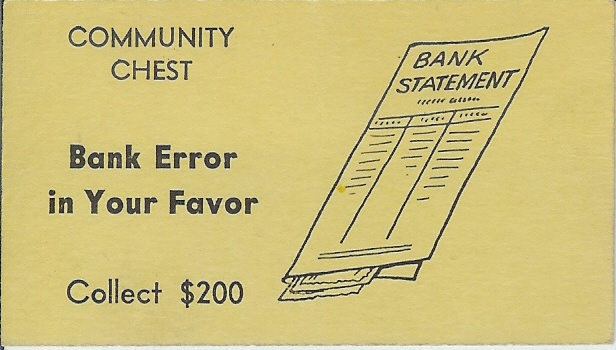 COMMUNITY
CHEST
Bank Error
in Your Favor
Collect $200
BANK
STATEMENT